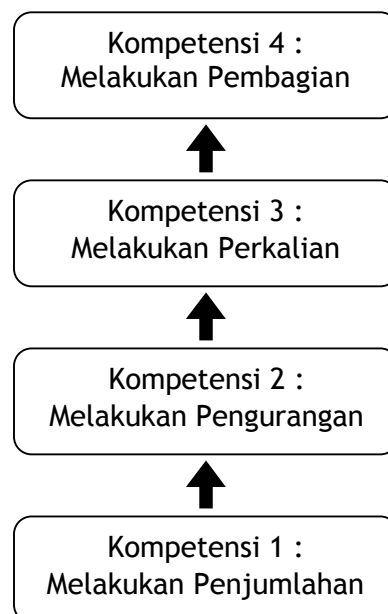 Kompetensi 4 :
Melakukan Pembagian
Kompetensi 3 :
Melakukan Perkalian
Kompetensi 2 :
Melakukan Pengurangan
Kompetensi 1 :
Melakukan Penjumlahan